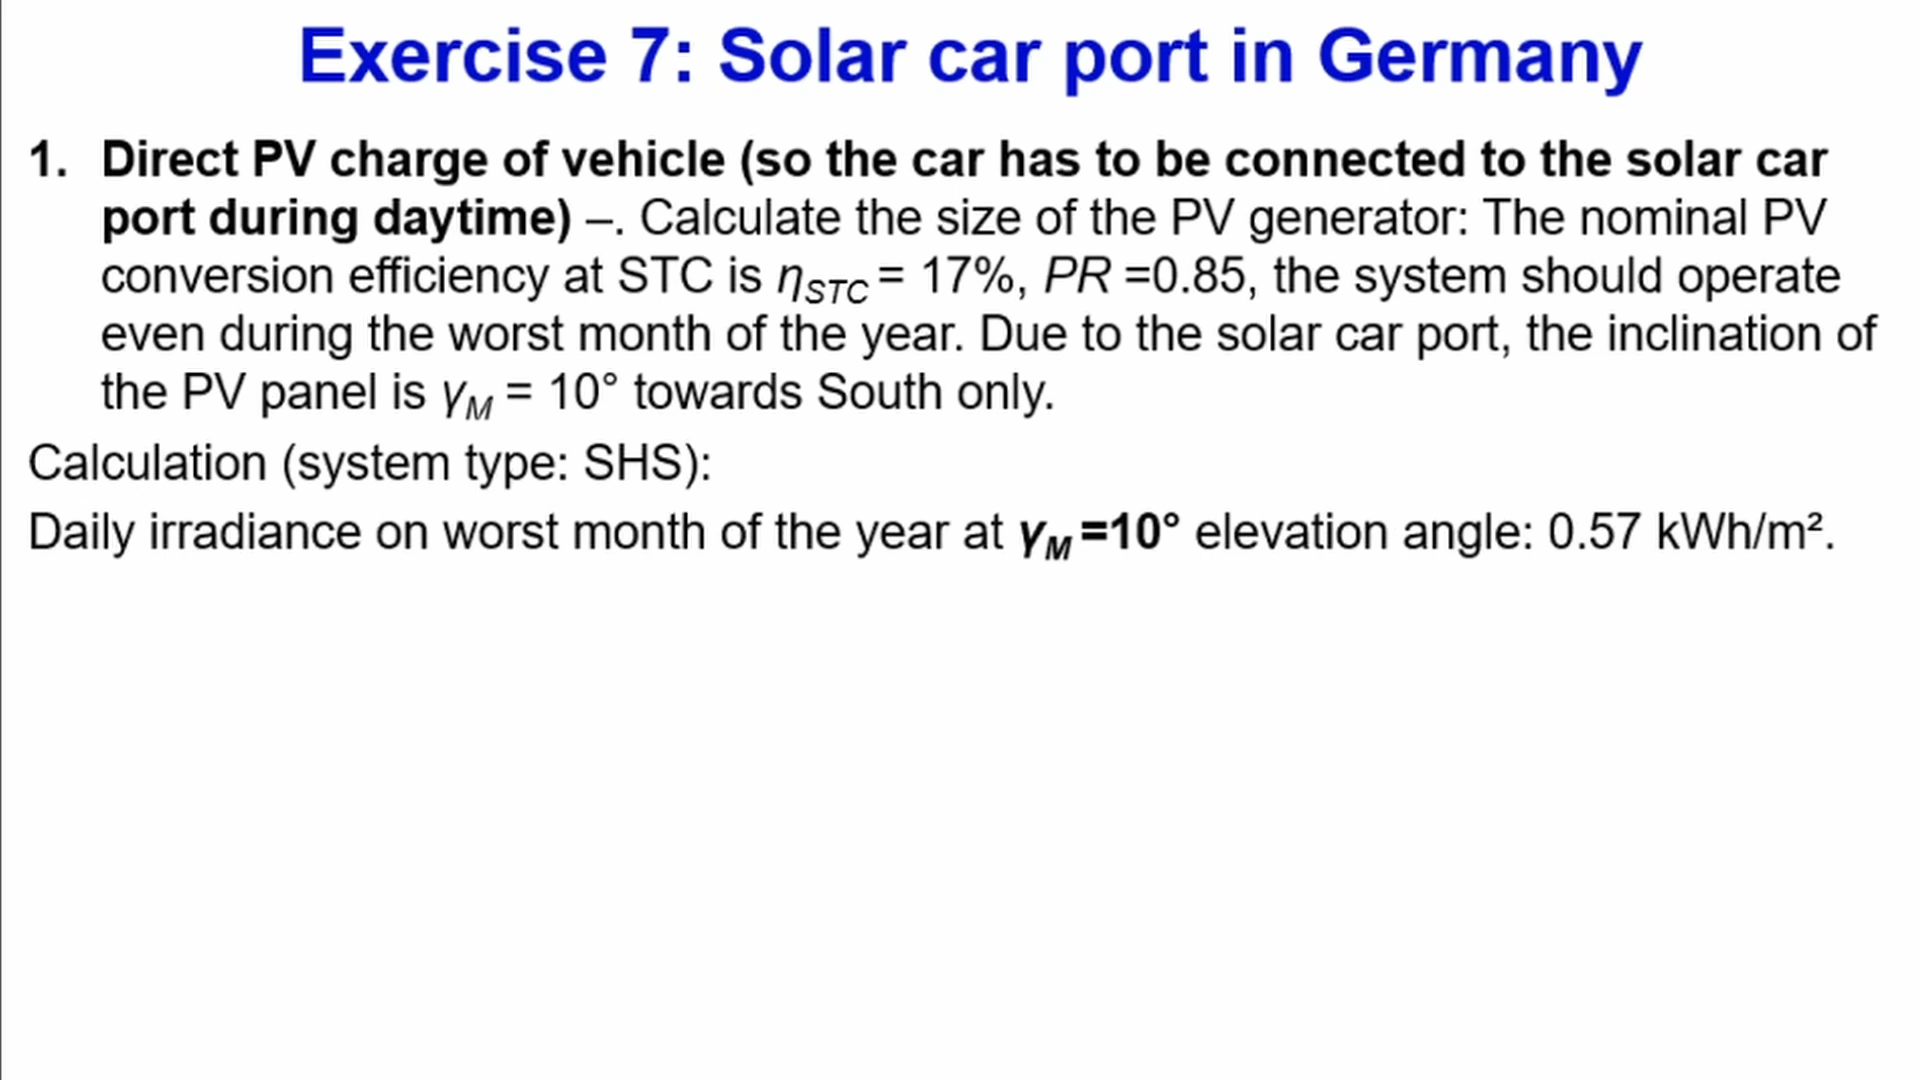 Exercise 7: Solar car port in Germany
1. Direct PV charge of vehicle (so the car has to be connected to the solar car
port during daytime) –. Calculate the size of the PV generator: The nominal PV
conversion efficiency at STC is ηSTC = 17%, PR =0.85, the system should operate
even during the worst month of the year. Due to the solar car port, the inclination of
the PV panel is γM = 10° towards South only.
Calculation (system type: SHS):
Daily irradiance on worst month of the year at γM =10° elevation angle: 0.57 kWh/m².